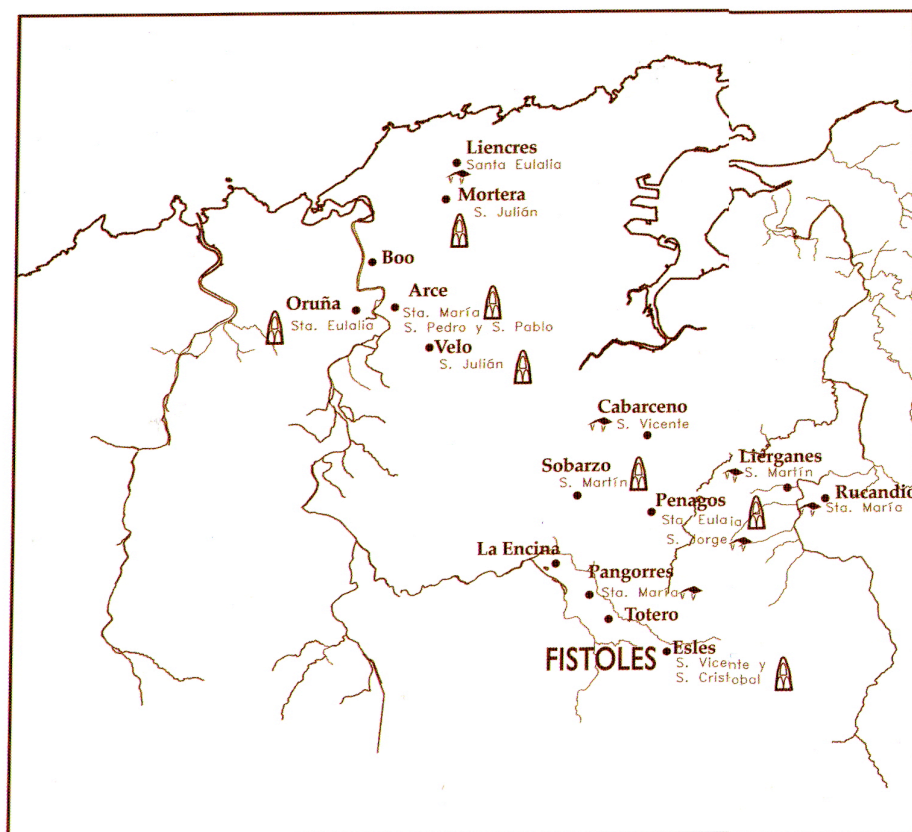 Liencres
Santa Eulalia
Mortera
S. Julián
Boo
Arce
Sta. María
S. Pedro y S. Pablo
Oruña
Sta. Eulalia
Velo
S. Julián
Cabarceno
S. Vicente
Liérganes
S. Martín
Sobarzo
S. Martín
Rucandio
Sta. María
Penagos
Sta. Eulalia
S. Jorge
La Encina
Pangorres
Sta. María
Totero
FISTOLES
Esles
S. Vicente y
S. Cristobal